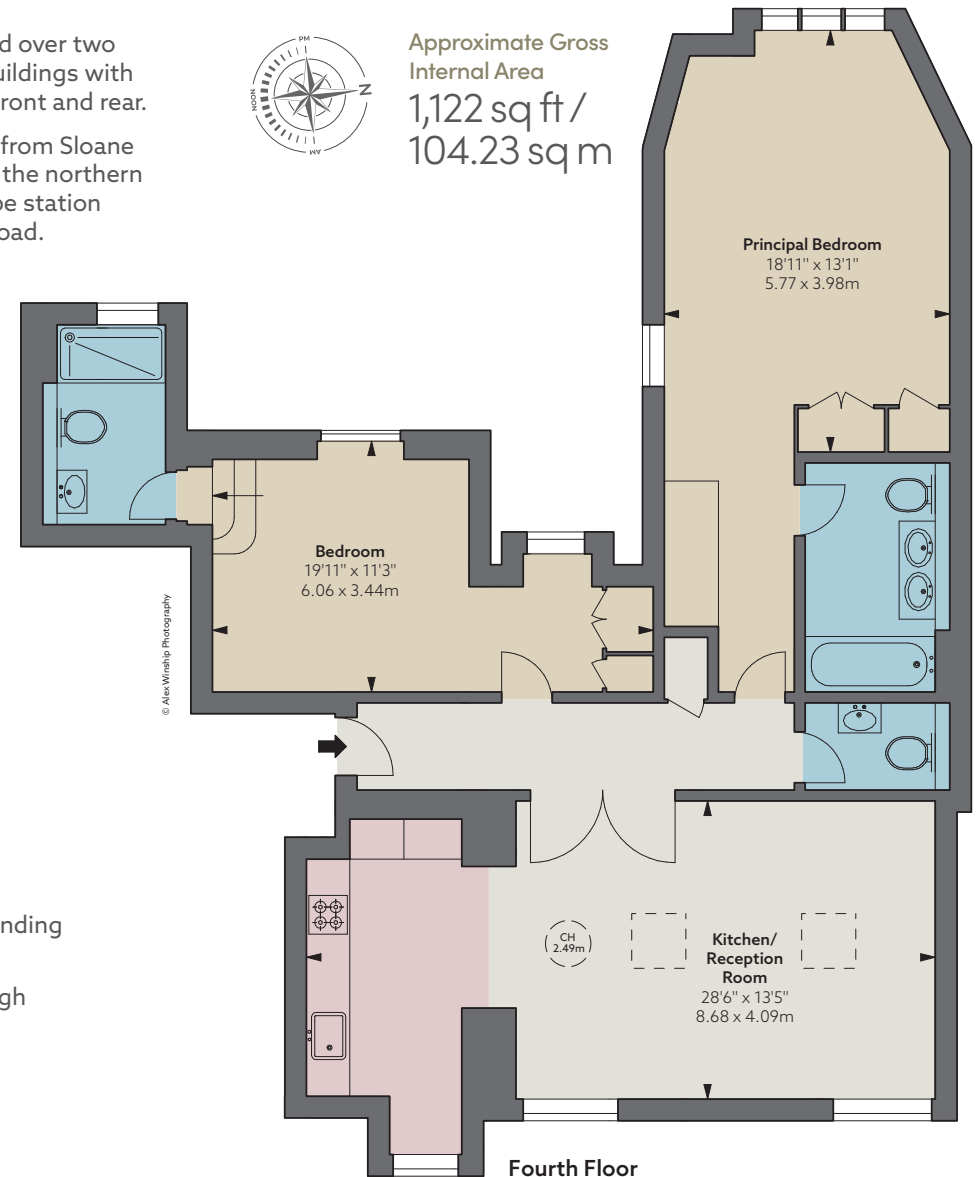 d over two
uildings with
ront and rear.
from Sloane
the northern
be station
oad.
PM
N
NOON
AM
Approximate Gross
Internal Area
1,122 sq ft /
104.23 sq m
Principal Bedroom
18'11" x 13'1"
5.77 x 3.98m
Bedroom
19'11" x 11'3"
6.06 x 3.44m
© Alex Winship Photography
nding
gh
CH
2.49m
Kitchen/
Reception
Room
28'6" x 13'5"
8.68 x 4.09m
Fourth Floor